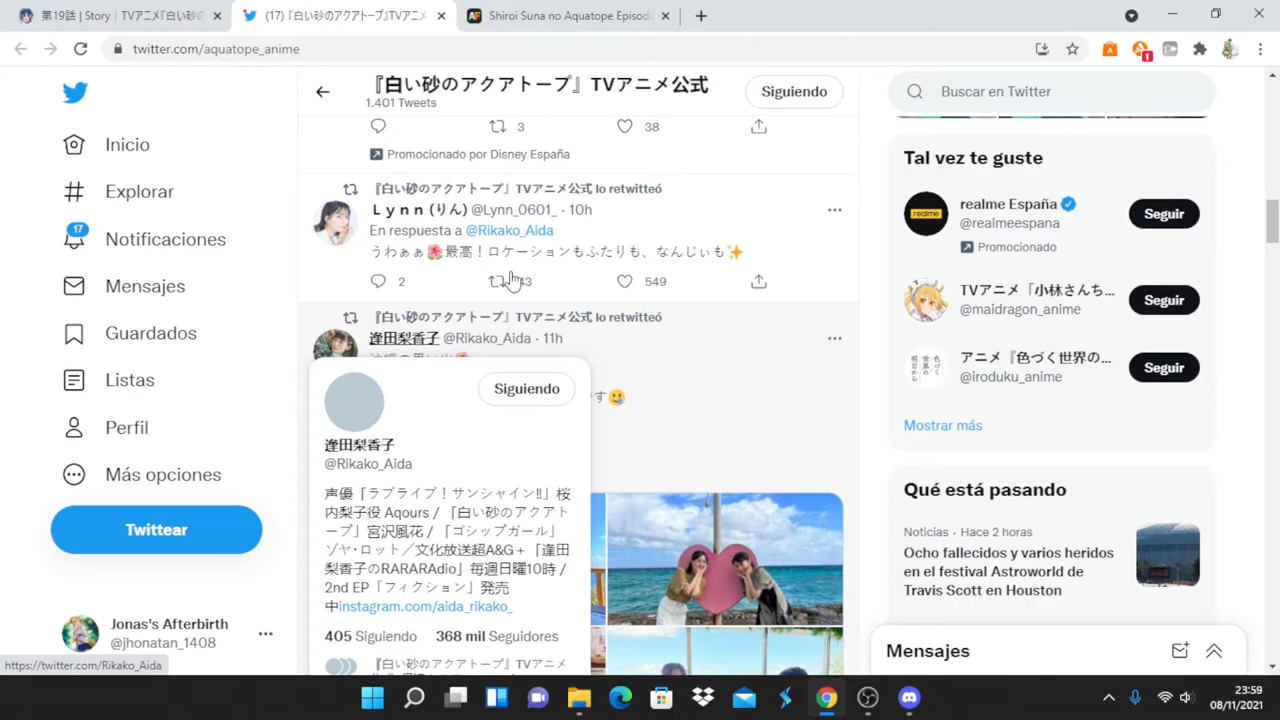 第19話 | Story | TVアニメ『白い砂の
(17) 『白い砂のアクアトープ』TVアニメ
Shiroi Suna no Aquatope Episod
twitter.com/aquatope_anime
1
『白い砂のアクアトープ』TVアニメ公式
1.401 Tweets
Siguiendo
Buscar en Twitter
Inicio
Explorar
17
Notificaciones
Mensajes
Guardados
Listas
Perfil
Más opciones
Twittear
Jonas's Afterbirth
@jhonatan_1408
https://twitter.com/Rikako_Aida
3 38
Promocionado por Disney España
『白い砂のアクアトープ』TVアニメ公式 lo retwitteó
Ｌｙｎｎ (りん) @Lynn_0601_ · 10h
En respuesta a @Rikako_Aida
うわぁぁ🌺最高！ロケーションもふたりも、なんじぃも✨
2 43 549
『白い砂のアクアトープ』TVアニメ公式 lo retwitteó
逢田梨香子 @Rikako_Aida · 11h
す🥲
Siguiendo
逢田梨香子
@Rikako_Aida
声優「ラブライブ！サンシャイン‼」桜
内梨子役 Aqours / 『白い砂のアクアト
ープ』宮沢風花 / 『ゴシップガール』
ゾヤ･ロット／文化放送超A&G＋『逢田
梨香子のRARARAdio』毎週日曜10時 /
2nd EP「フィクション」発売
中instagram.com/aida_rikako_
405 Siguiendo 368 mil Seguidores
『白い砂のアクアトープ』TVアニメ
Tal vez te guste
realme España
@realmeespana
Promocionado
Seguir
TVアニメ「小林さんち...
@maidragon_anime
Seguir
アニメ『色づく世界の...
@iroduku_anime
Seguir
Mostrar más
Qué está pasando
Noticias · Hace 2 horas
Ocho fallecidos y varios heridos
en el festival Astroworld de
Travis Scott en Houston
Mensajes
23:59
08/11/2021